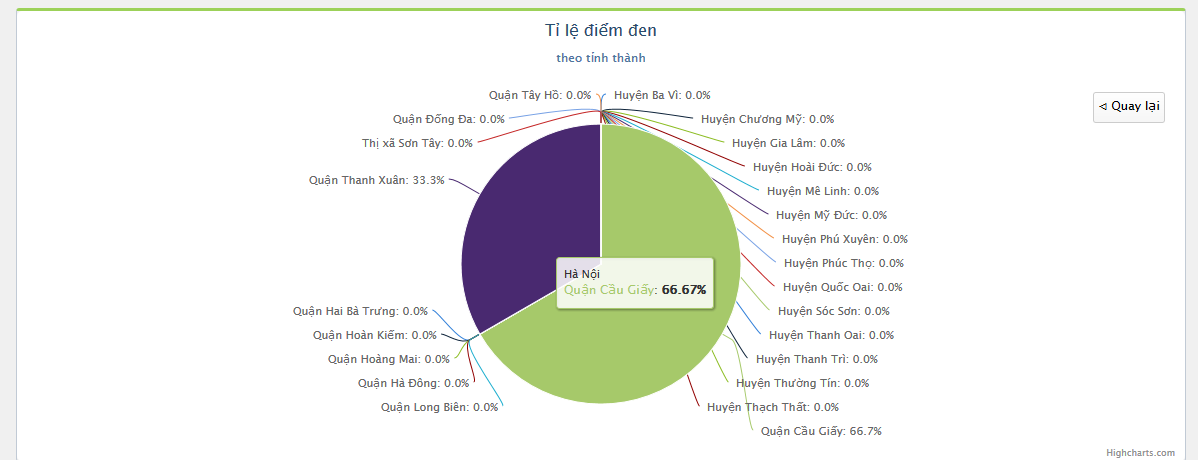 Tỉ lệ điểm đen
theo tỉnh thành
◃ Quay lại
Quận Tây Hồ: 0.0%
Huyện Ba Vì: 0.0%
Quận Đống Đa: 0.0%
Huyện Chương Mỹ: 0.0%
Thị xã Sơn Tây: 0.0%
Huyện Gia Lâm: 0.0%
Huyện Hoài Đức: 0.0%
Quận Thanh Xuân: 33.3%
Huyện Mê Linh: 0.0%
Huyện Mỹ Đức: 0.0%
Huyện Phú Xuyên: 0.0%
Huyện Phúc Thọ: 0.0%
Hà Nội
Quận Cầu Giấy: 66.67%
Huyện Quốc Oai: 0.0%
Quận Hai Bà Trưng: 0.0%
Huyện Sóc Sơn: 0.0%
Quận Hoàn Kiếm: 0.0%
Huyện Thanh Oai: 0.0%
Quận Hoàng Mai: 0.0%
Huyện Thanh Trì: 0.0%
Quận Hà Đông: 0.0%
Huyện Thường Tín: 0.0%
Quận Long Biên: 0.0%
Huyện Thạch Thất: 0.0%
Quận Cầu Giấy: 66.7%
Highcharts.com